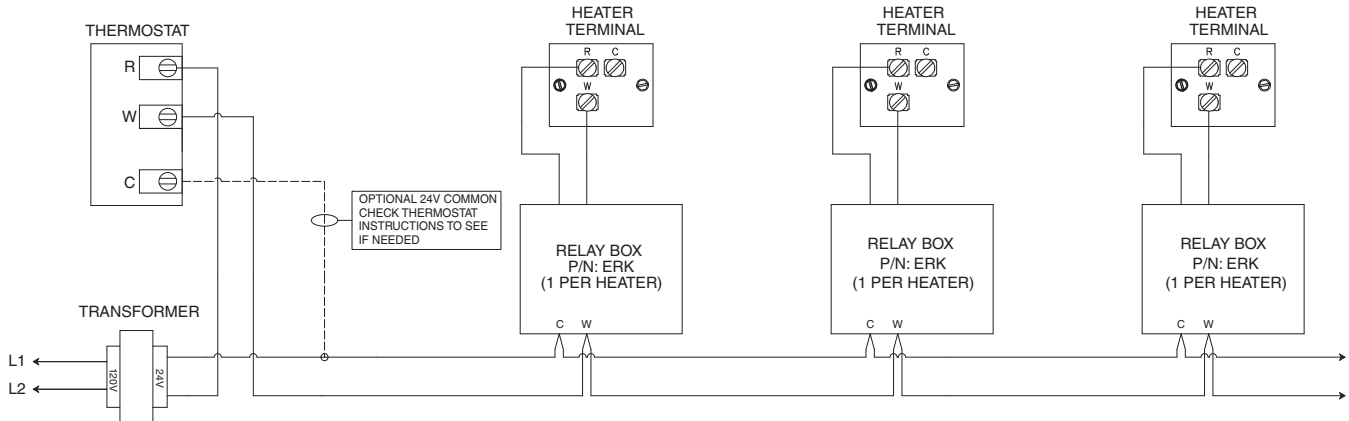 THERMOSTAT
R
W
C
OPTIONAL 24V COMMON
CHECK THERMOSTAT
INSTRUCTIONS TO SEE
IF NEEDED
TRANSFORMER
L1
L2
120V
24V
HEATER
TERMINAL
R C
W
RELAY BOX
P/N: ERK
(1 PER HEATER)
C W
HEATER
TERMINAL
R C
W
RELAY BOX
P/N: ERK
(1 PER HEATER)
C W
HEATER
TERMINAL
R C
W
RELAY BOX
P/N: ERK
(1 PER HEATER)
C W